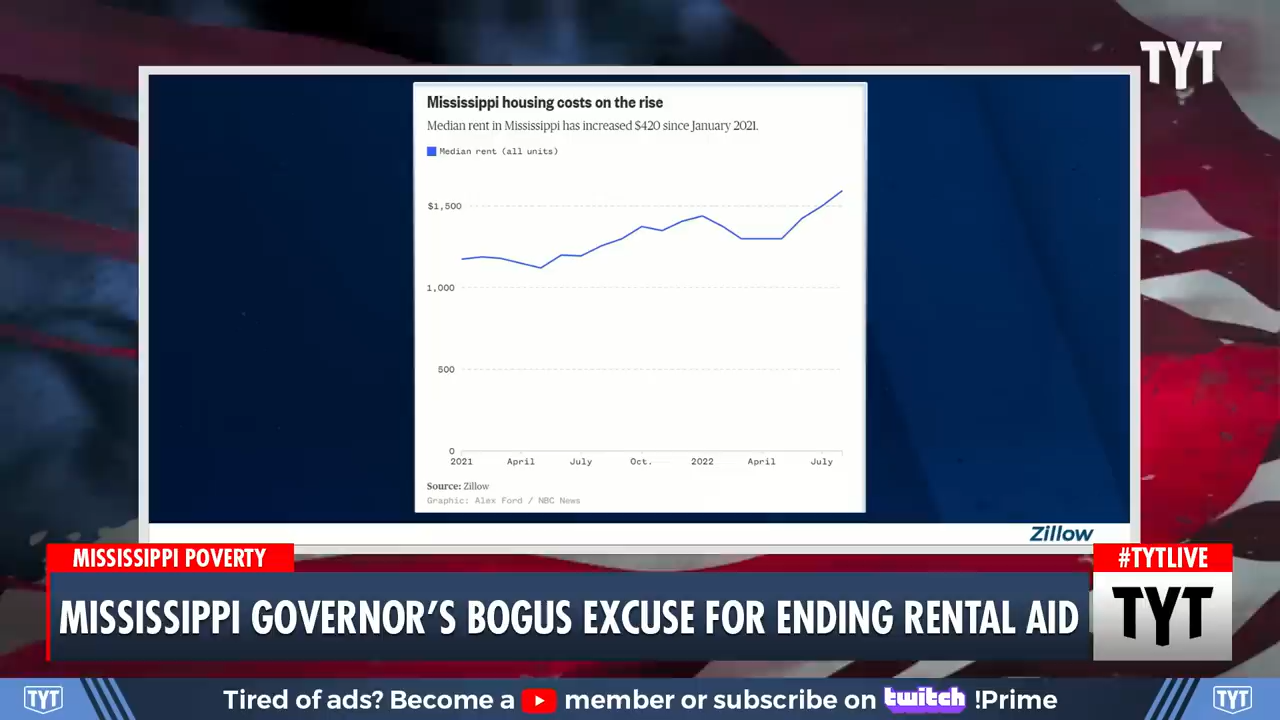 TYT
Mississippi housing costs on the rise
Median rent in Mississippi has increased $420 since January 2021.
Median rent (all units)
$1,500
1,000
500
0
2021 April July Oct. 2022 April July
Source: Zillow
Graphic: Alex Ford / NBC News
Zillow
MISSISSIPPI POVERTY
#TYTLIVE
MISSISSIPPI GOVERNOR'S BOGUS EXCUSE FOR ENDING RENTAL AID
TYT
TYT
Tired of ads? Become a member or subscribe on twitch !Prime
TYT